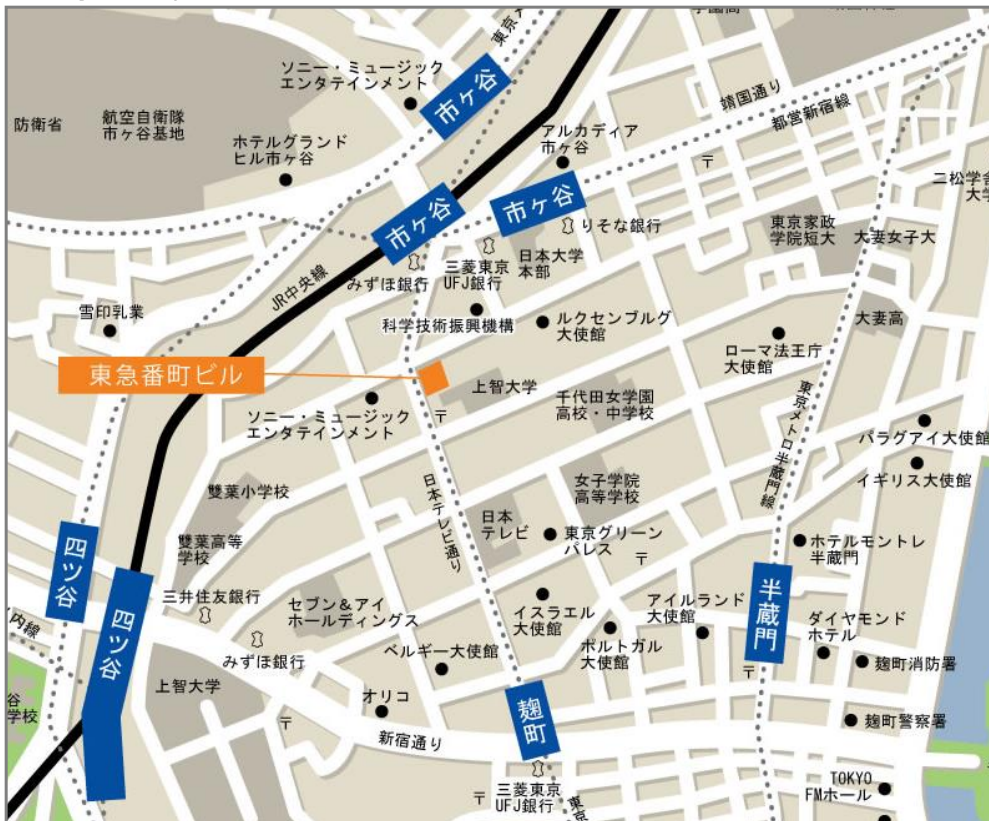 東京メ
ソニー・ミュージック
エンタテインメント
市ヶ谷
靖国通り
都営新宿線
防衛省
航空自衛隊
市ヶ谷基地
ホテルグランド
ヒル市ヶ谷
アルカディア
市ヶ谷
〒
二松学舎
大学
市ヶ谷
市ヶ谷
りそな銀行
東京家政
学院短大
大妻女子大
日本大学
本部
三菱東京
UFJ銀行
みずほ銀行
JR中央線
雪印乳業
科学技術振興機構
ルクセンブルグ
大使館
大妻高
ローマ法王庁
大使館
東急番町ビル
上智大学
千代田女学園
高校・中学校
ソニー・ミュージック
エンタテインメント
〒
東京メトロ半蔵門線
パラグアイ大使館
イギリス大使館
日本テレビ通り
雙葉小学校
女子学院
高等学校
日本
テレビ
東京グリーン
パレス
〒
ホテルモントレ
半蔵門
雙葉高等
学校
四ツ谷
四ツ谷
半蔵門
三井住友銀行
セブン&アイ
ホールディングス
イスラエル
大使館
アイルランド
大使館
ダイヤモンド
ホテル
内線
みずほ銀行
ベルギー大使館
ポルトガル
大使館
麹町消防署
上智大学
〒
谷
学校
オリコ
〒
麹町
麹町警察署
新宿通り
三菱東京
UFJ銀行
〒
東京
TOKYO
FMホール